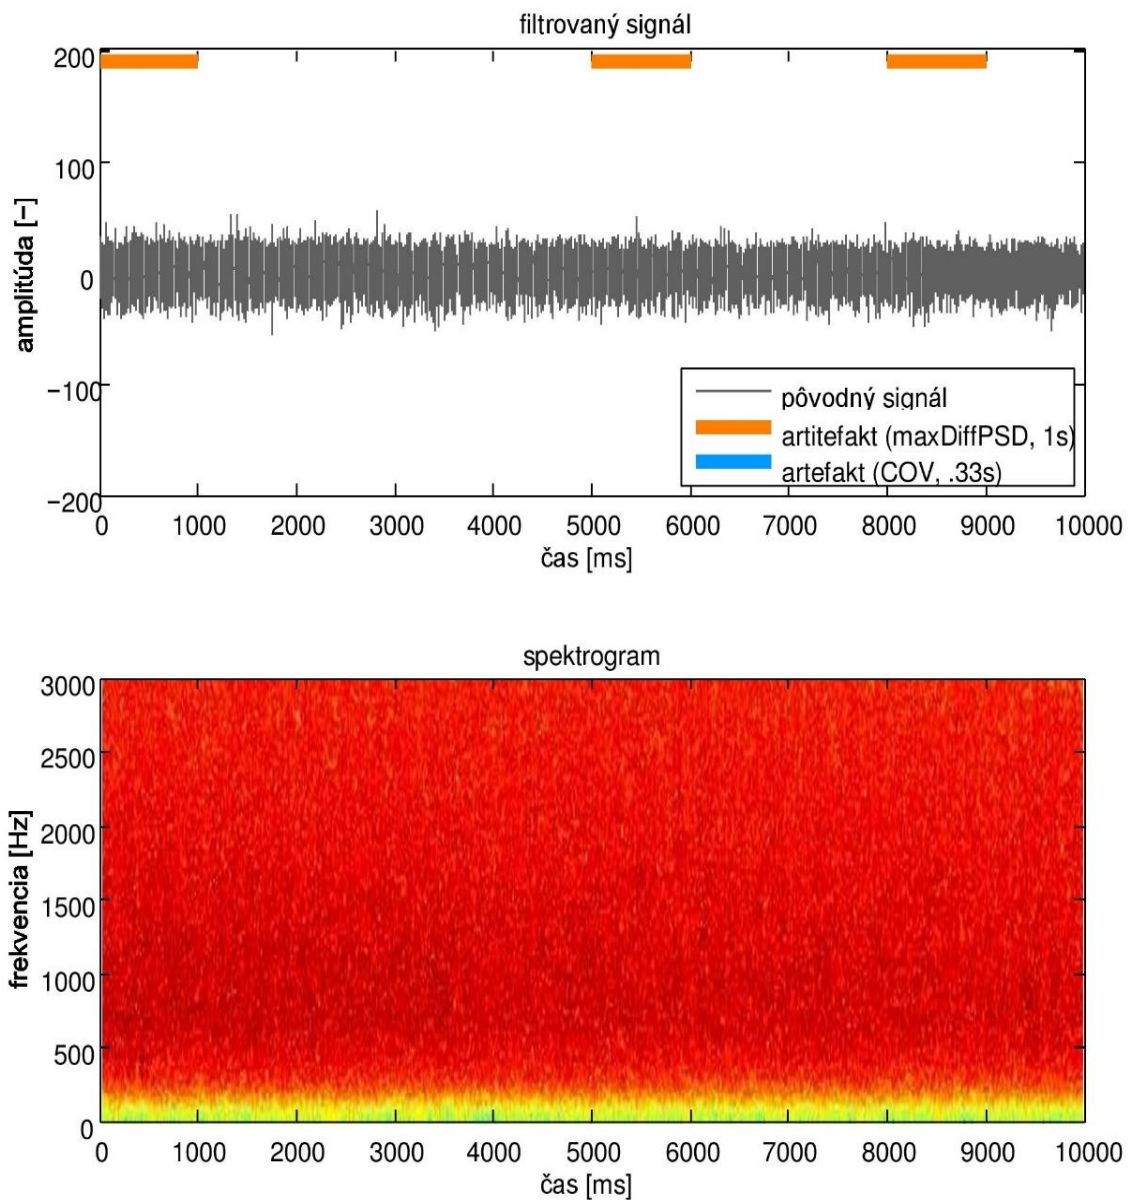 filtrovaný signál
200
100
0
−100
−200
amplitúda [−]
pôvodný signál
artitefakt (maxDiffPSD, 1s)
artefakt (COV, .33s)
0 1000 2000 3000 4000 5000 6000 7000 8000 9000 10000
čas [ms]
spektrogram
3000
2500
2000
1500
1000
500
0
frekvencia [Hz]
0 1000 2000 3000 4000 5000 6000 7000 8000 9000 10000
čas [ms]